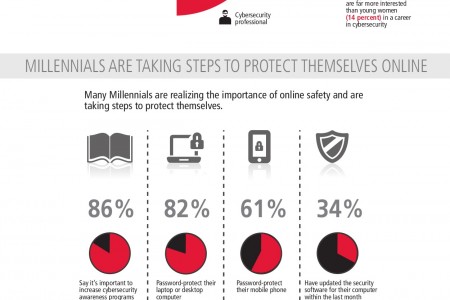 are far more interested
than young women
(14 percent) in a career
in cybersecurity
Cybersecurity
professional
MILLENNIALS ARE TAKING STEPS TO PROTECT THEMSELVES ONLINE
Many Millennials are realizing the importance of online safety and are
taking steps to protect themselves.
86%
82%
61%
34%
Say it's important to
increase cybersecurity
awareness programs
Password-protect their
laptop or desktop
computer
Password-protect
their mobile phone
Have updated the
security software for
their computer
within the last month